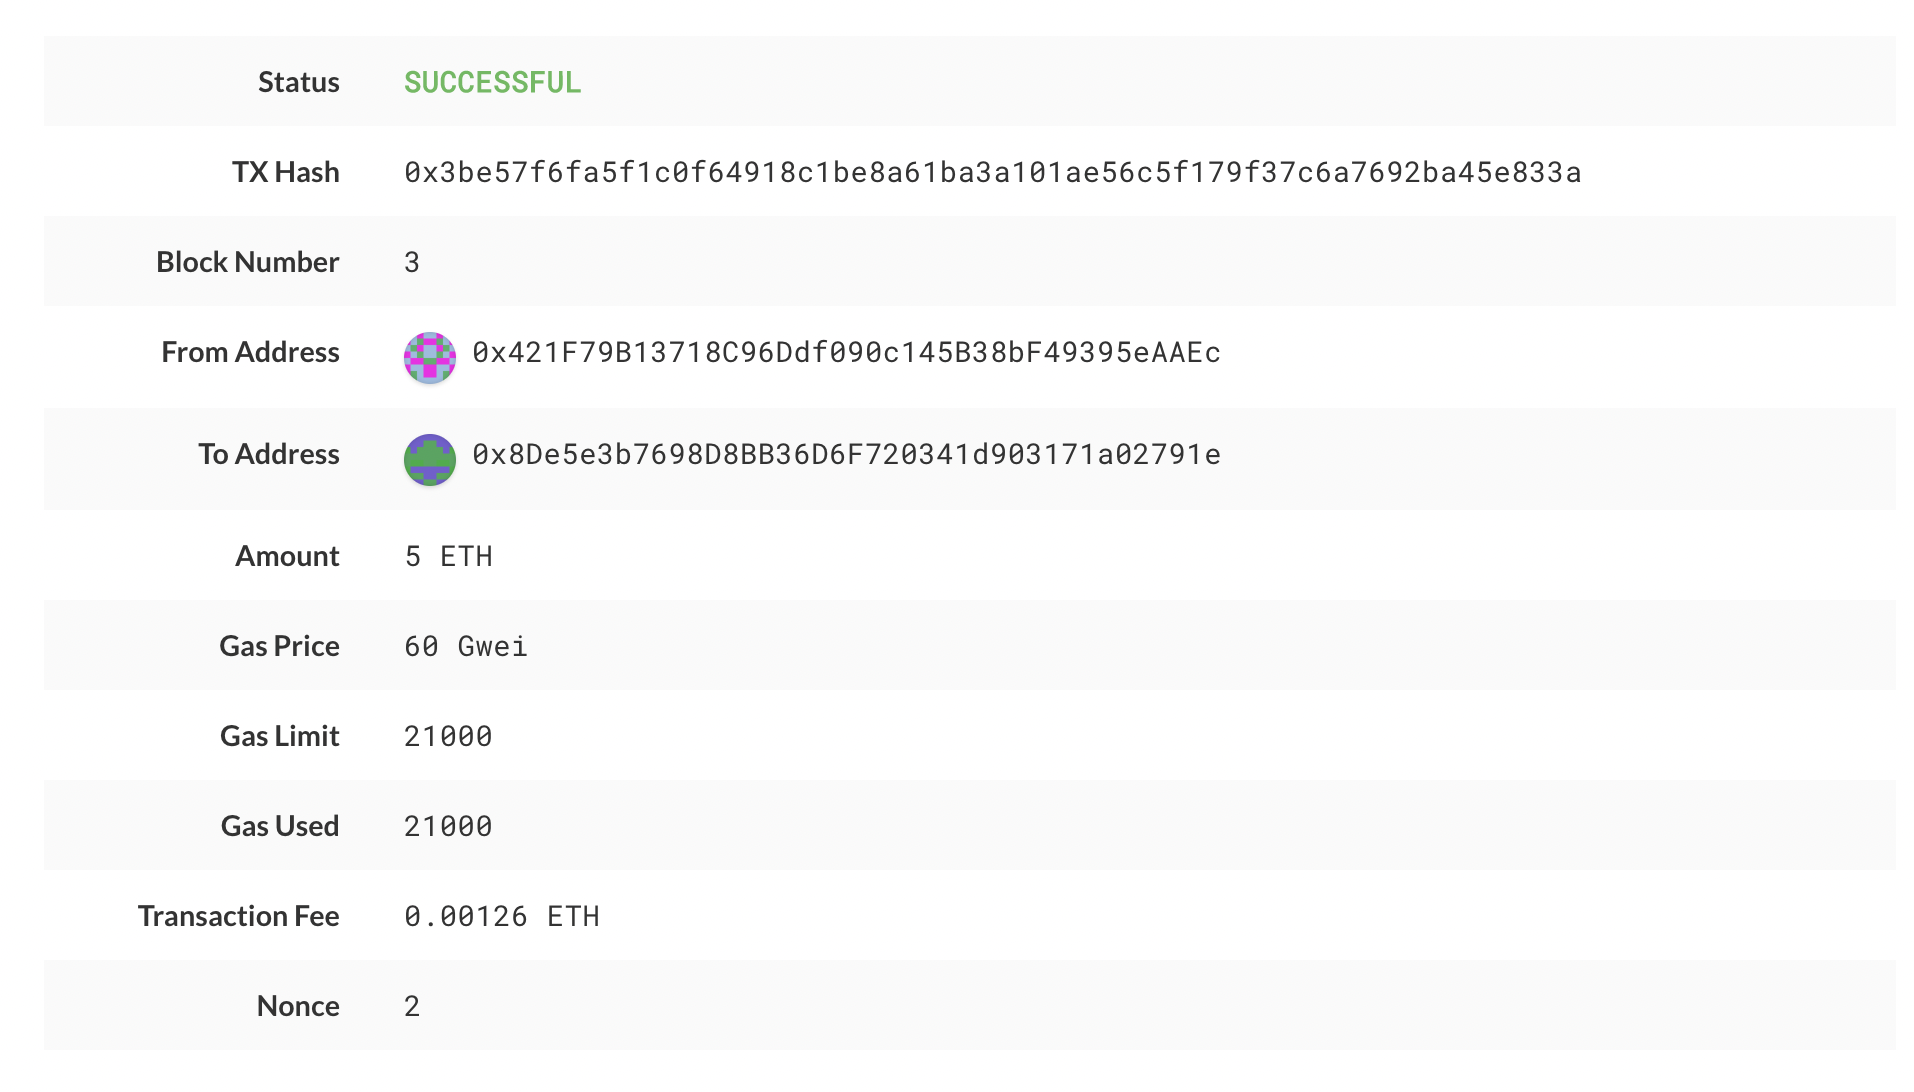 Status SUCCESSFUL
TX Hash 0x3be57f6fa5f1c0f64918c1be8a61ba3a101ae56c5f179f37c6a7692ba45e833a
Block Number 3
From Address 0x421F79B13718C96Ddf090c145B38bF49395eAAEc
To Address 0x8De5e3b7698D8BB36D6F720341d903171a02791e
Amount 5 ETH
Gas Price 60 Gwei
Gas Limit 21000
Gas Used 21000
Transaction Fee 0.00126 ETH
Nonce 2